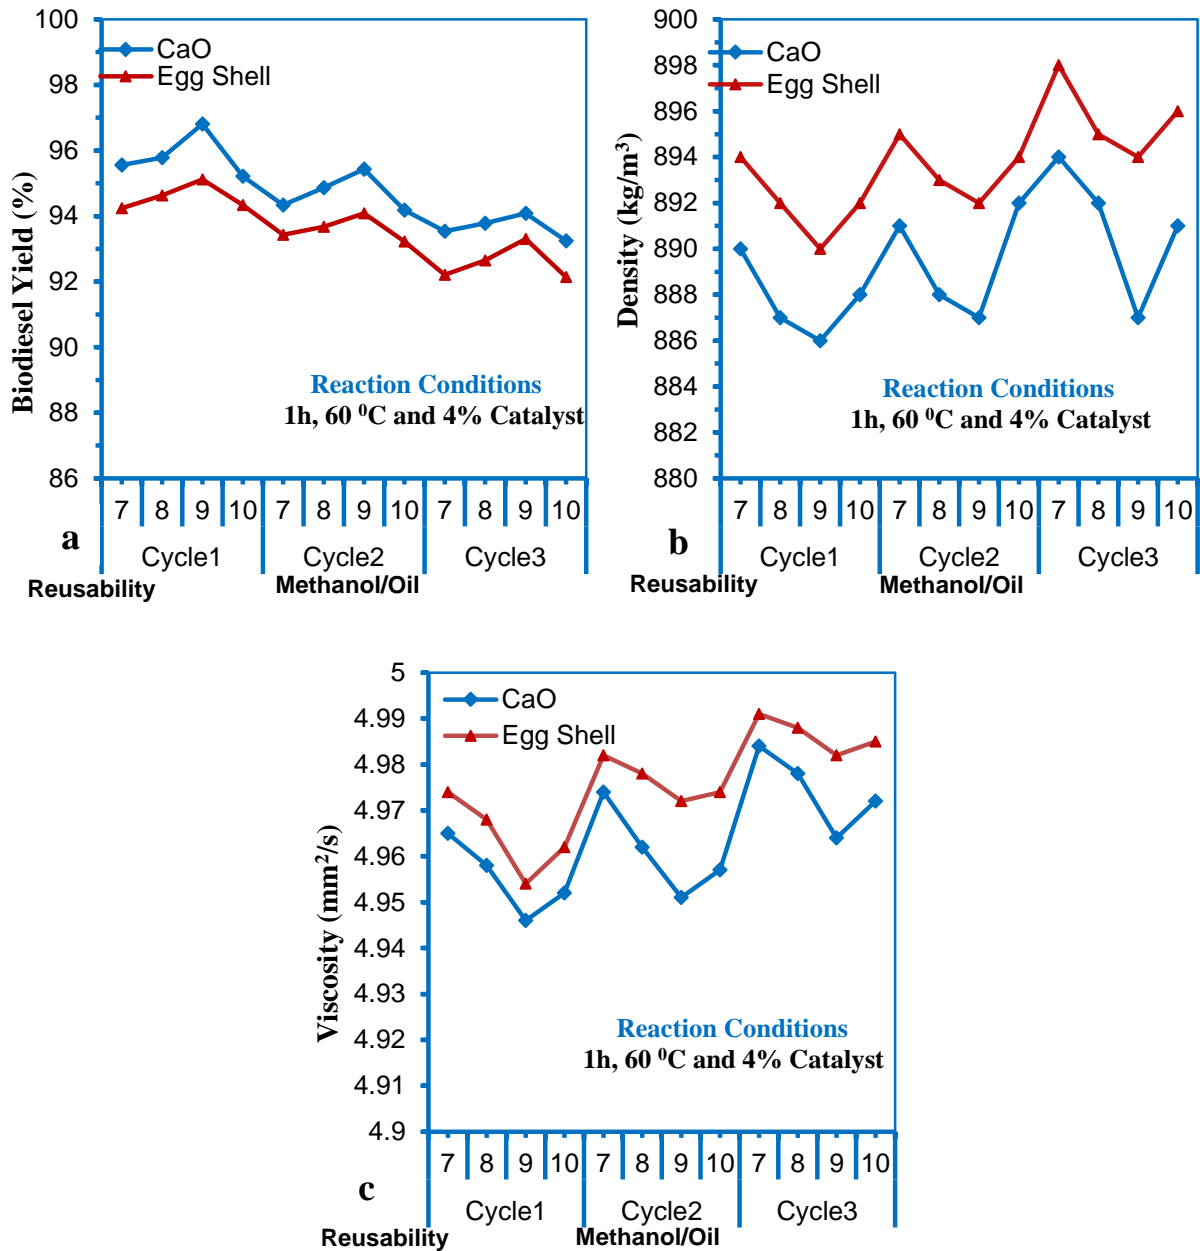 100
98
96
94
92
90
88
86
Biodiesel Yield (%)
CaO
Egg Shell
Reaction Conditions
1h, 60 ⁰C and 4% Catalyst
7 8 9 10 7 8 9 10 7 8 9 10
Cycle1 Cycle2 Cycle3
a
Reusability Methanol/Oil
900
898
896
894
892
890
888
886
884
882
880
Density (kg/m³)
CaO
Egg Shell
Reaction Conditions
1h, 60 ⁰C and 4% Catalyst
7 8 9 10 7 8 9 10 7 8 9 10
Cycle1 Cycle2 Cycle3
b
Reusability Methanol/Oil
5
4.99
4.98
4.97
4.96
4.95
4.94
4.93
4.92
4.91
4.9
Viscosity (mm²/s)
CaO
Egg Shell
Reaction Conditions
1h, 60 ⁰C and 4% Catalyst
7 8 9 10 7 8 9 10 7 8 9 10
Cycle1 Cycle2 Cycle3
c
Reusability Methanol/Oil